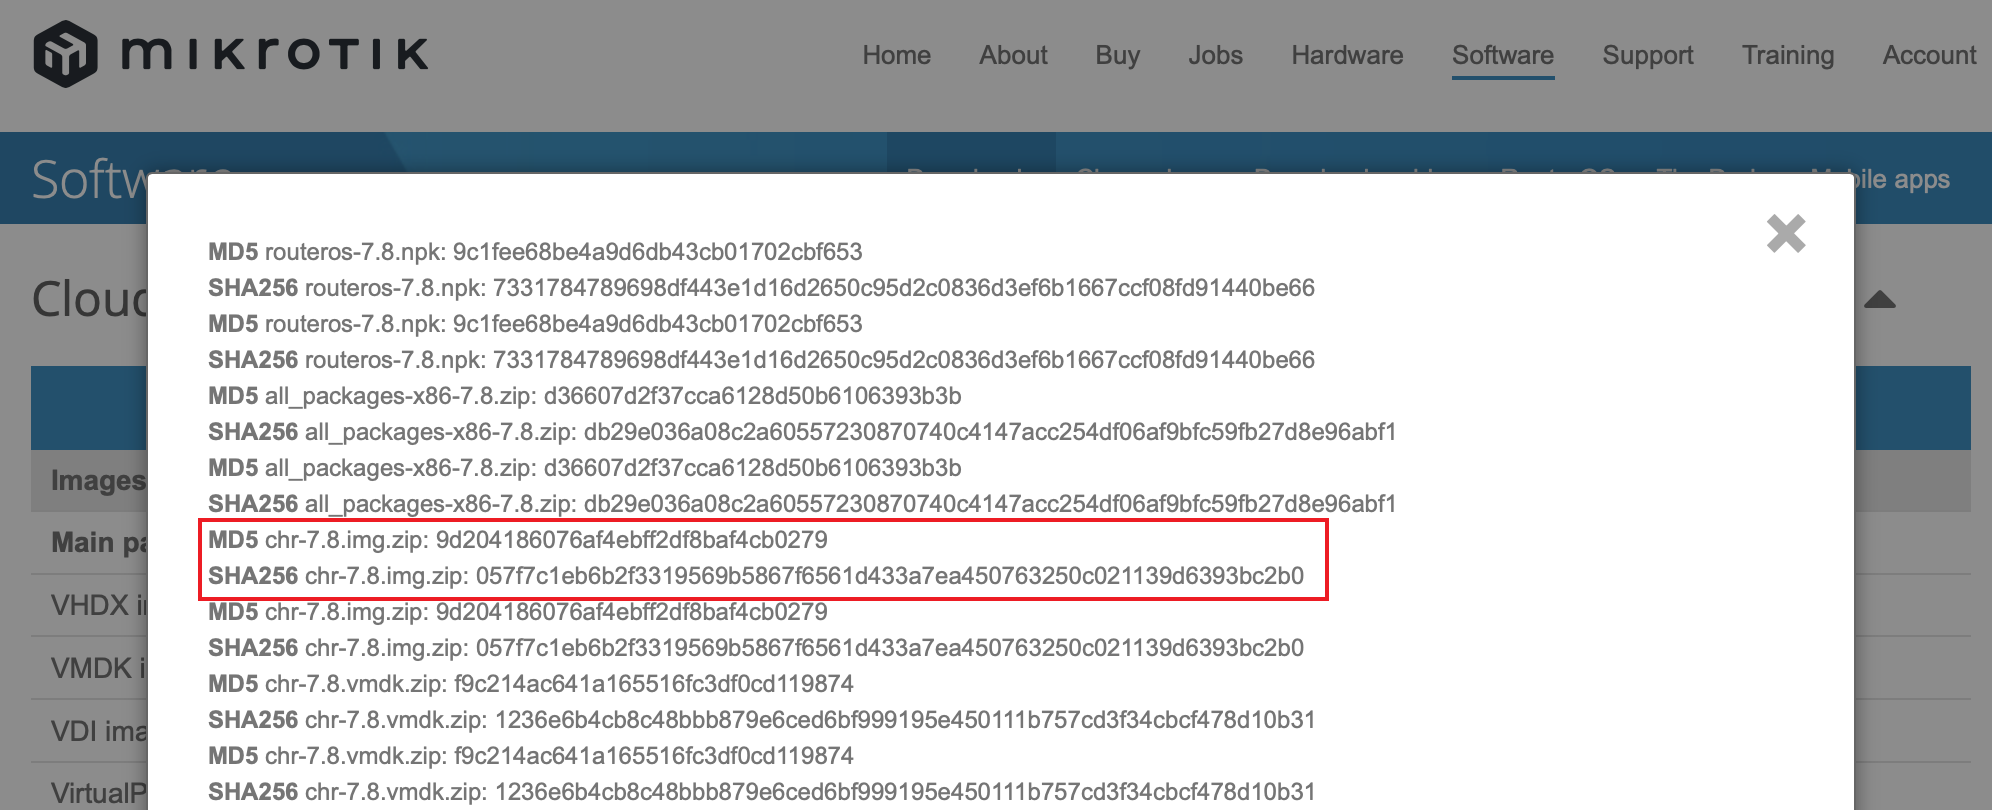 mikrotik
Home About Buy Jobs Hardware Software Support Training Account
Software
Mobile apps
MD5 routeros-7.8.npk: 9c1fee68be4a9d6db43cb01702cbf653
Cloud
SHA256 routeros-7.8.npk: 7331784789698df443e1d16d2650c95d2c0836d3ef6b1667ccf08fd91440be66
MD5 routeros-7.8.npk: 9c1fee68be4a9d6db43cb01702cbf653
SHA256 routeros-7.8.npk: 7331784789698df443e1d16d2650c95d2c0836d3ef6b1667ccf08fd91440be66
MD5 all_packages-x86-7.8.zip: d36607d2f37cca6128d50b6106393b3b
SHA256 all_packages-x86-7.8.zip: db29e036a08c2a60557230870740c4147acc254df06af9bfc59fb27d8e96abf1
MD5 all_packages-x86-7.8.zip: d36607d2f37cca6128d50b6106393b3b
Images
SHA256 all_packages-x86-7.8.zip: db29e036a08c2a60557230870740c4147acc254df06af9bfc59fb27d8e96abf1
MD5 chr-7.8.img.zip: 9d204186076af4ebff2df8baf4cb0279
Main
SHA256 chr-7.8.img.zip: 057f7c1eb6b2f3319569b5867f6561d433a7ea450763250c021139d6393bc2b0
MD5 chr-7.8.img.zip: 9d204186076af4ebff2df8baf4cb0279
VHDX
SHA256 chr-7.8.img.zip: 057f7c1eb6b2f3319569b5867f6561d433a7ea450763250c021139d6393bc2b0
MD5 chr-7.8.vmdk.zip: f9c214ac641a165516fc3df0cd119874
VMDK
SHA256 chr-7.8.vmdk.zip: 1236e6b4cb8c48bbb879e6ced6bf999195e450111b757cd3f34cbcf478d10b31
VDI
MD5 chr-7.8.vmdk.zip: f9c214ac641a165516fc3df0cd119874
SHA256 chr-7.8.vmdk.zip: 1236e6b4cb8c48bbb879e6ced6bf999195e450111b757cd3f34cbcf478d10b31
VirtualP